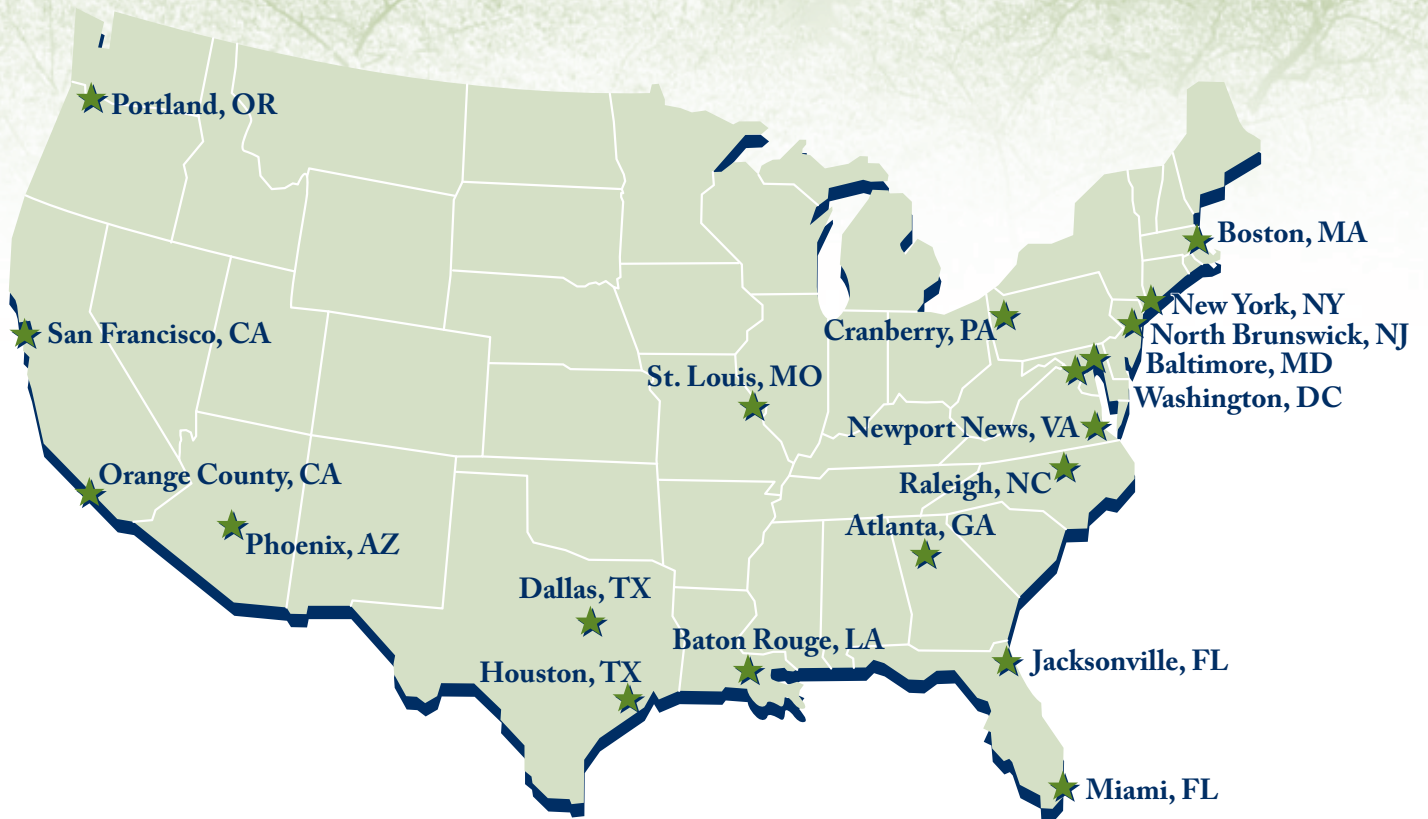 Portland, OR
Boston, MA
New York, NY
Cranberry, PA
San Francisco, CA
North Brunswick, NJ
Baltimore, MD
St. Louis, MO
Washington, DC
Newport News, VA
Orange County, CA
Raleigh, NC
Atlanta, GA
Phoenix, AZ
Dallas, TX
Baton Rouge, LA
Jacksonville, FL
Houston, TX
Miami, FL